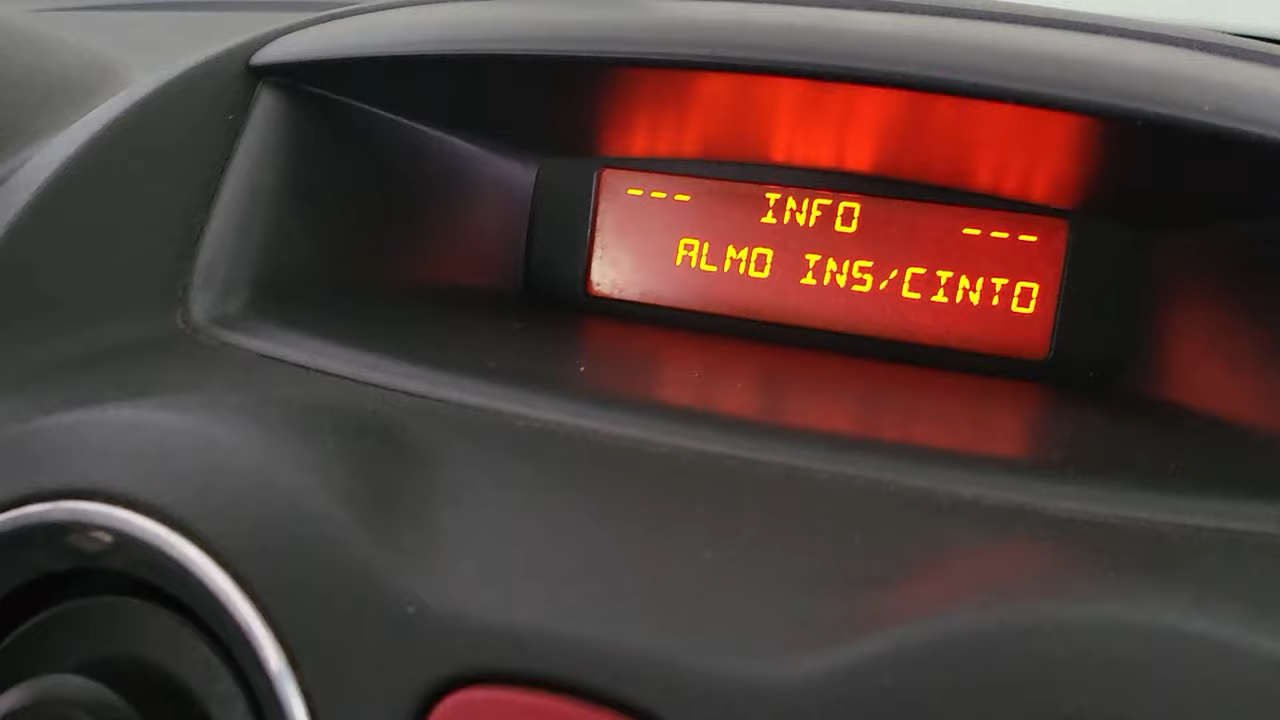 --- INFO ---
ALMO INS/CINTO